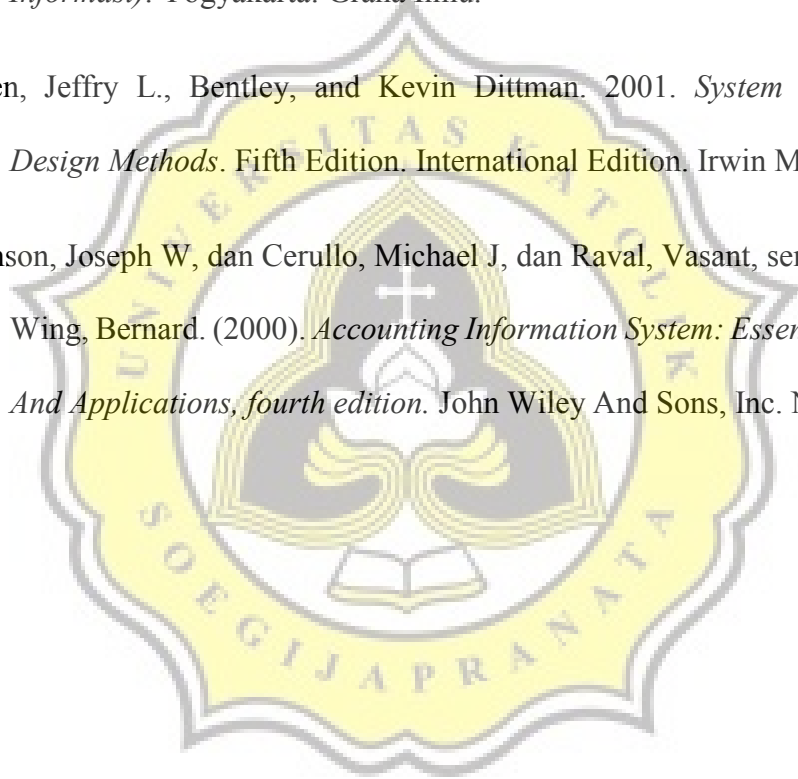 Yogyakarta: Graha Ilmu.
en, Jeffry L., Bentley, and Kevin Dittman. 2001. System
Design Methods. Fifth Edition. International Edition. Irwin M
nson, Joseph W, dan Cerullo, Michael J, dan Raval, Vasant, ser
Wing, Bernard. (2000). Accounting Information System: Essen
And Applications, fourth edition. John Wiley And Sons, Inc. N
UNIVERSITAS KATOLIK
SOEGIJAPRANATA